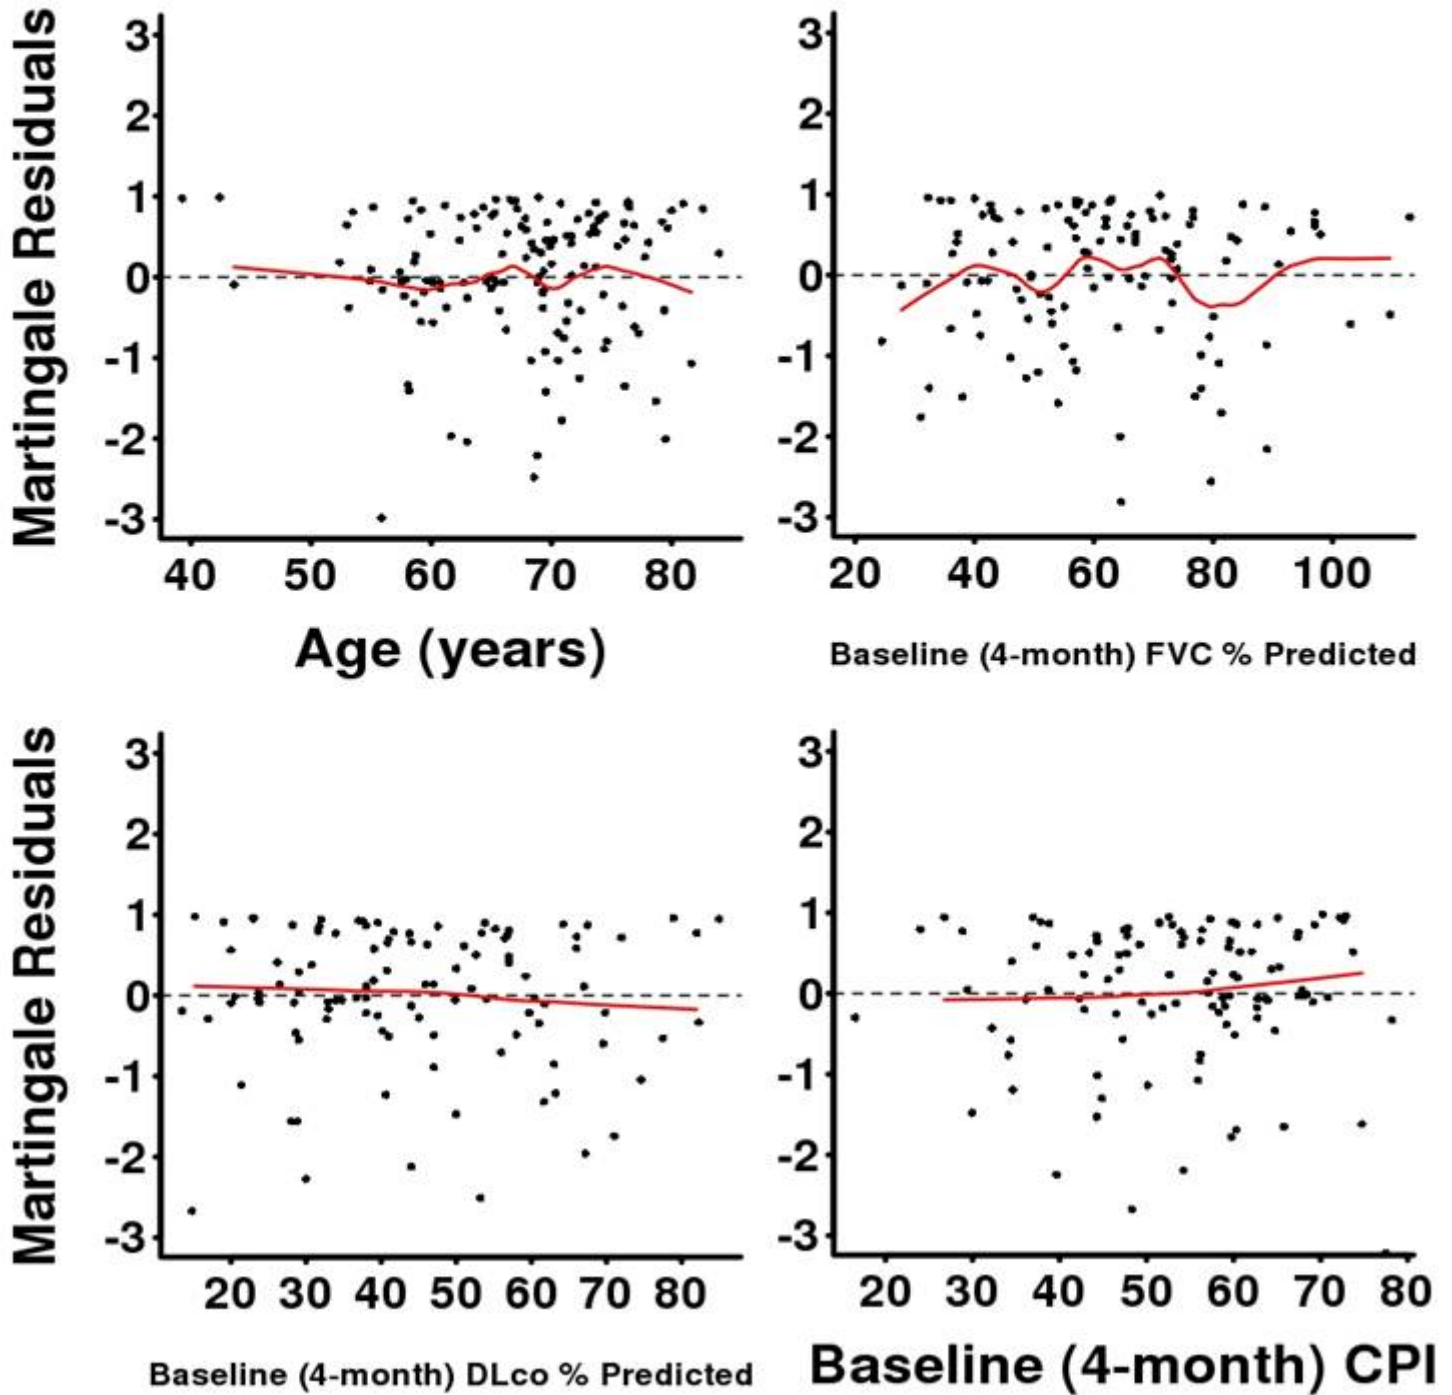 Martingale Residuals
3
2
1
0
-1
-2
-3
40 50 60 70 80
Age (years)
3
2
1
0
-1
-2
-3
20 40 60 80 100
Baseline (4-month) FVC % Predicted
Martingale Residuals
3
2
1
0
-1
-2
-3
20 30 40 50 60 70 80
Baseline (4-month) DLco % Predicted
3
2
1
0
-1
-2
-3
20 30 40 50 60 70 80
Baseline (4-month) CPI